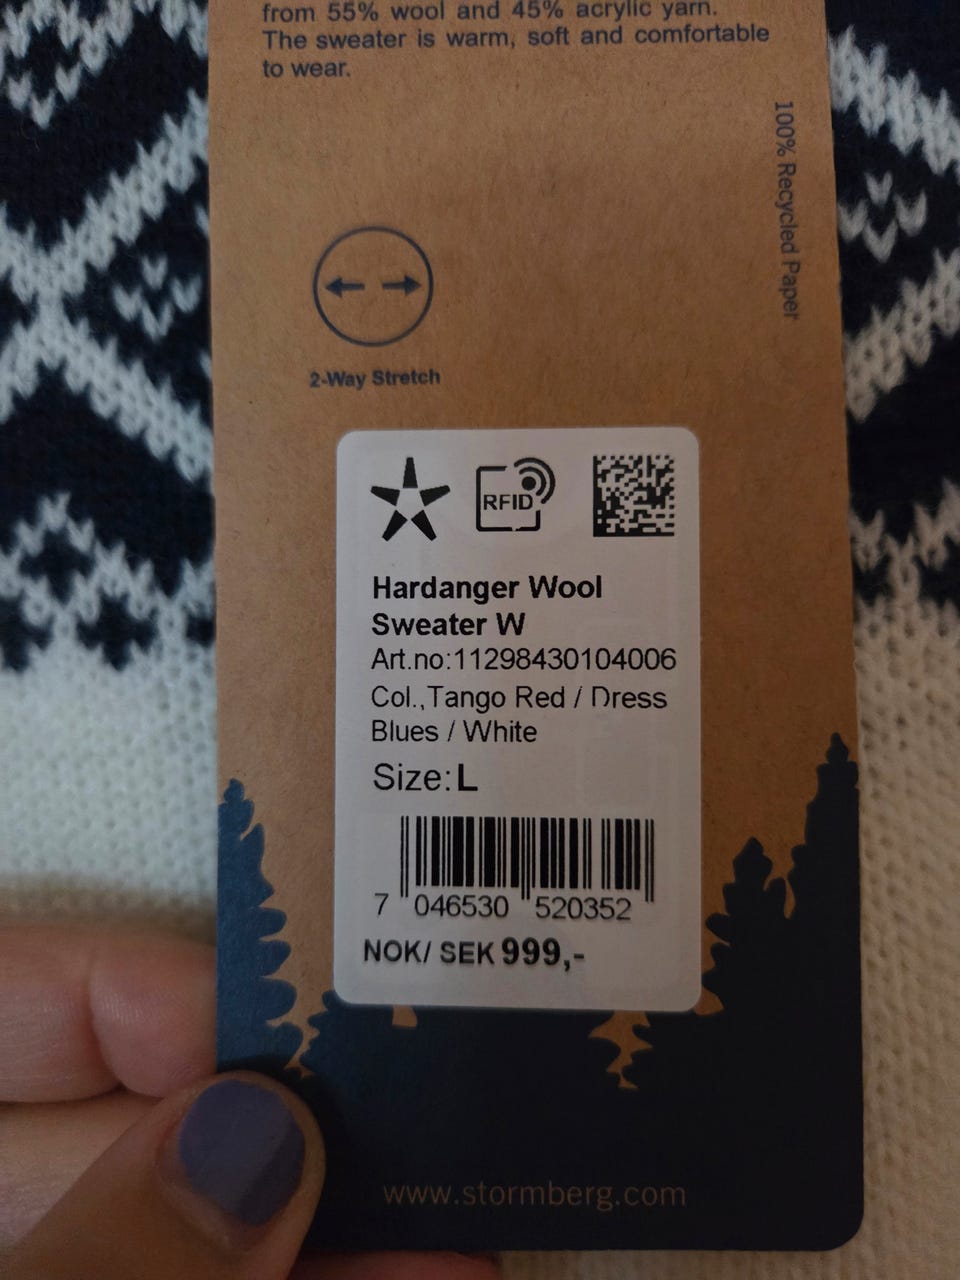 from 55% wool and 45% acrylic yarn.
The sweater is warm, soft and comfortable
to wear.
100% Recycled Paper
2-Way Stretch
RFID
Hardanger Wool
Sweater W
Art.no:11298430104006
Col.,Tango Red / Dress
Blues / White
Size:L
7 046530 520352
NOK/ SEK 999,-
www.stormberg.com